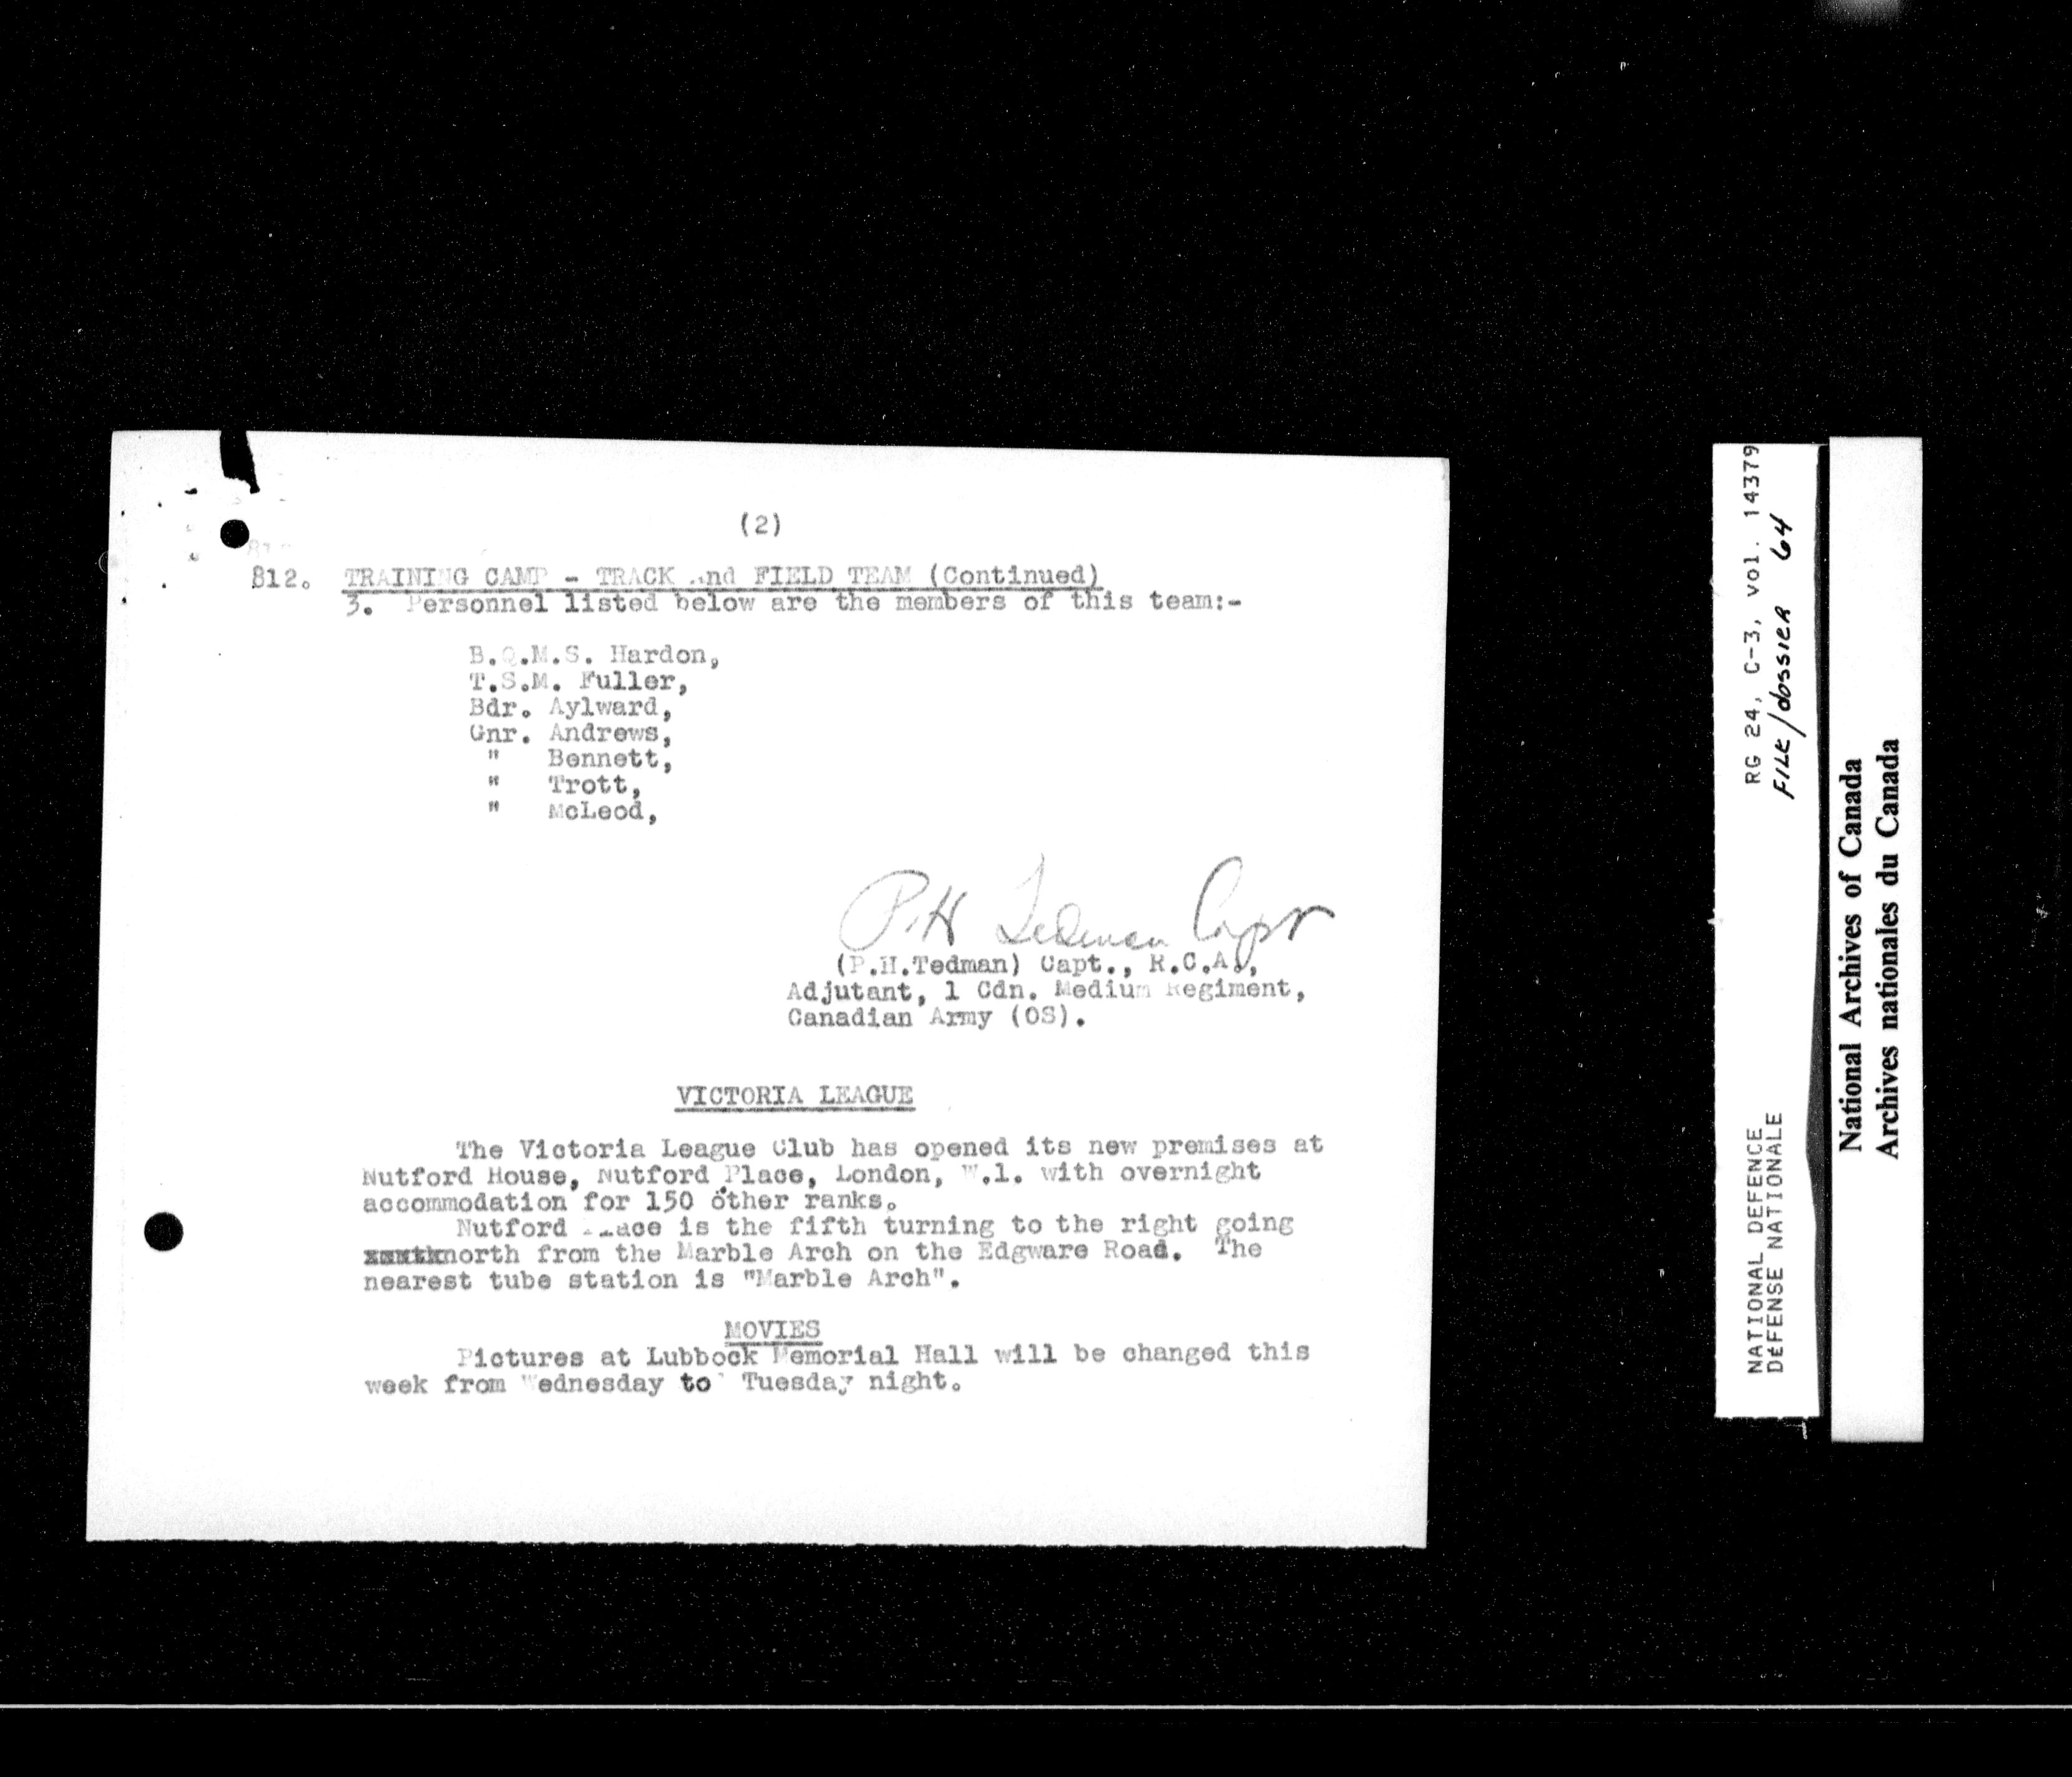 (2)
812. TRAINING CAMP - TRACK and FIELD TEAM (Continued)
3. Personnel listed below are the members of this team:-
B.Q.M.S. Hardon,
T.S.M. Fuller,
Bdr. Aylward,
Gnr. Andrews,
" Bennett,
" Trott,
" McLeod,
P.H Tedman Capt
(P.H.Tedman) Capt., R.C.A.,
Adjutant, 1 Cdn. Medium Regiment,
Canadian Army (OS).
VICTORIA LEAGUE
The Victoria League Club has opened its new premises at
Nutford House, Nutford Place, London, W.1. with overnight
accommodation for 150 other ranks.
Nutford Place is the fifth turning to the right going
north from the Marble Arch on the Edgware Road. The
nearest tube station is "Marble Arch".
MOVIES
Pictures at Lubbock Memorial Hall will be changed this
week from Wednesday to Tuesday night.
NATIONAL DEFENCE RG 24, C-3, vol. 14379
DEFENSE NATIONALE FILE/dossier 64
National Archives of Canada
Archives nationales du Canada